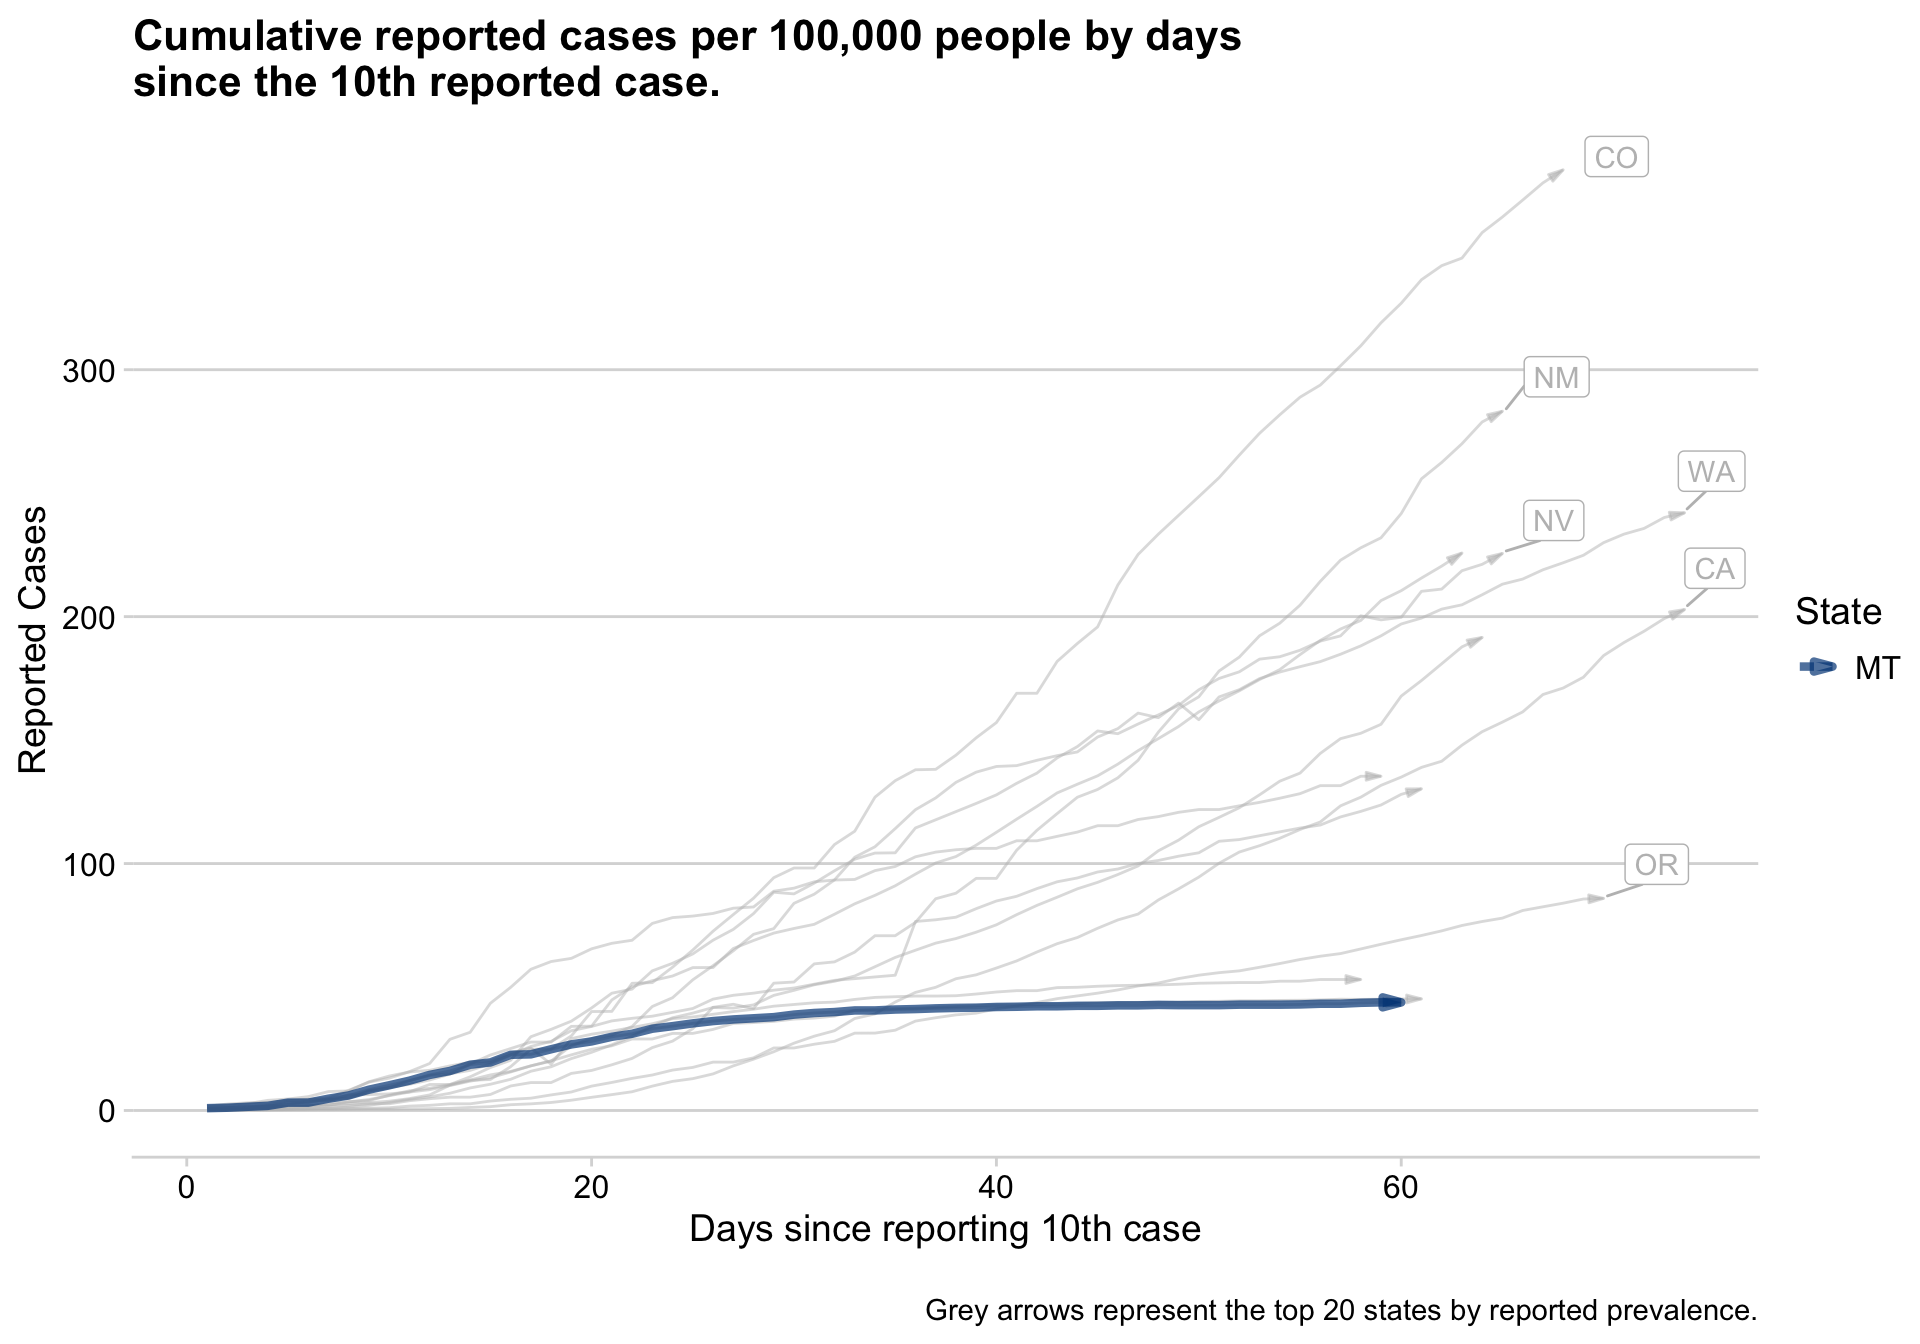 Cumulative reported cases per 100,000 people by days
since the 10th reported case.
CO
300
NM
WA
NV
CA
Reported Cases
200
State
MT
100
OR
0
0 20 40 60
Days since reporting 10th case
Grey arrows represent the top 20 states by reported prevalence.